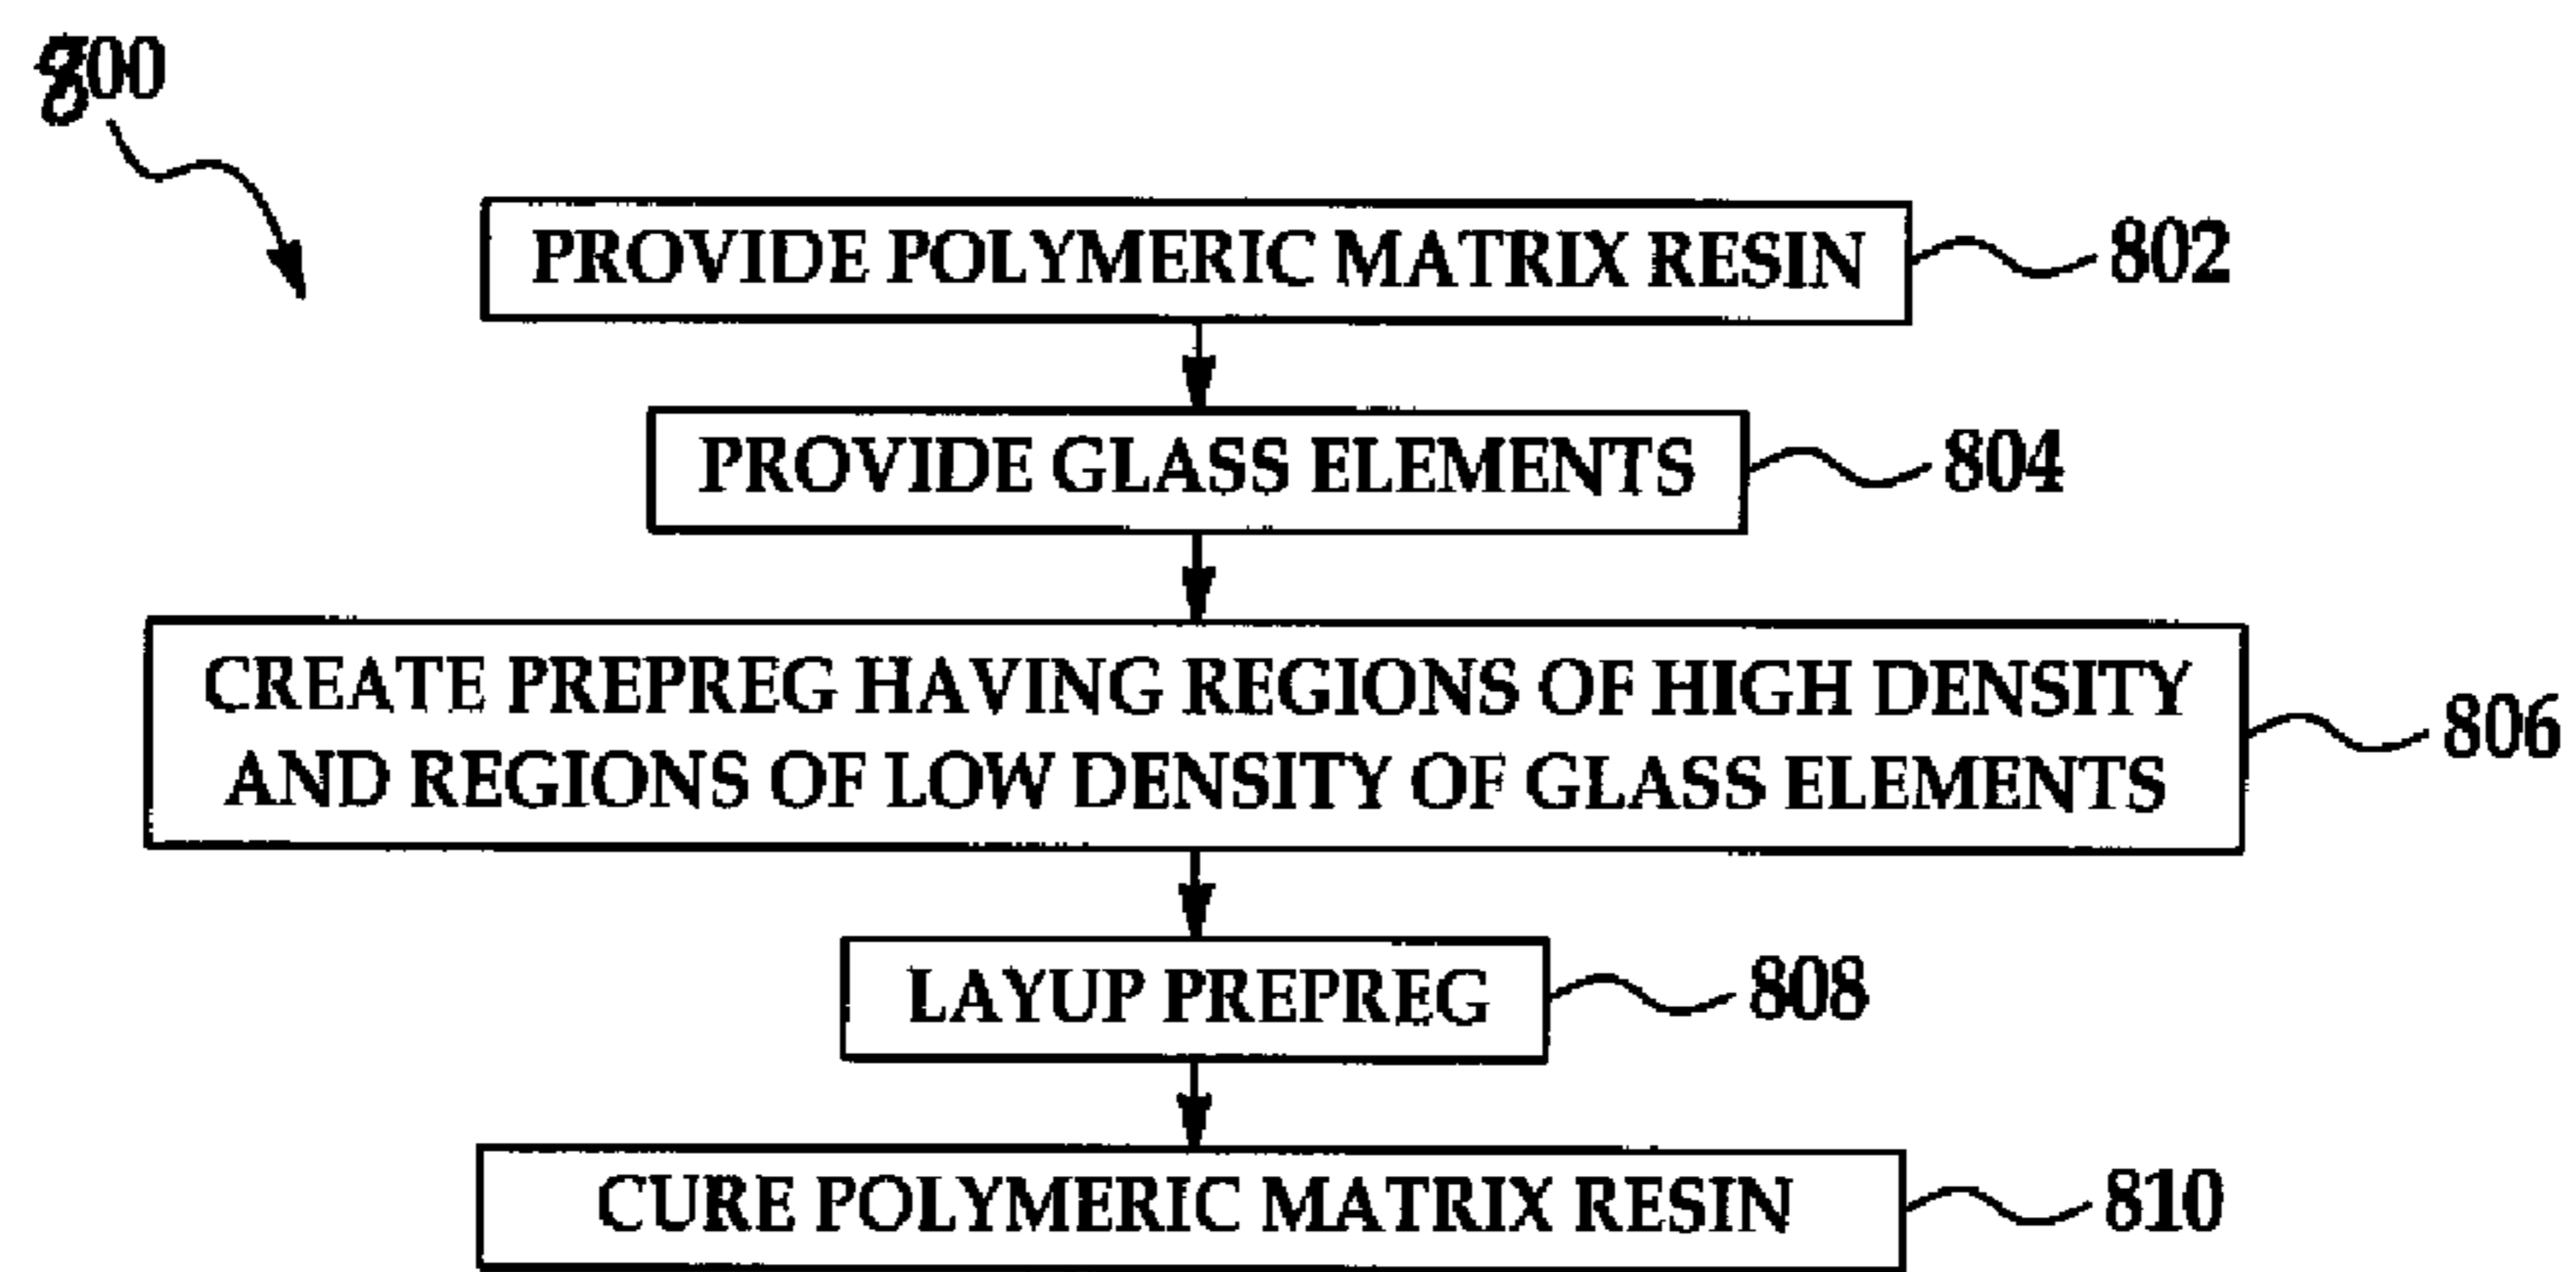 800
PROVIDE POLYMERIC MATRIX RESIN
802
PROVIDE GLASS ELEMENTS
804
CREATE PREPREG HAVING REGIONS OF HIGH DENSITY
AND REGIONS OF LOW DENSITY OF GLASS ELEMENTS
806
LAYUP PREPREG
808
CURE POLYMERIC MATRIX RESIN
810